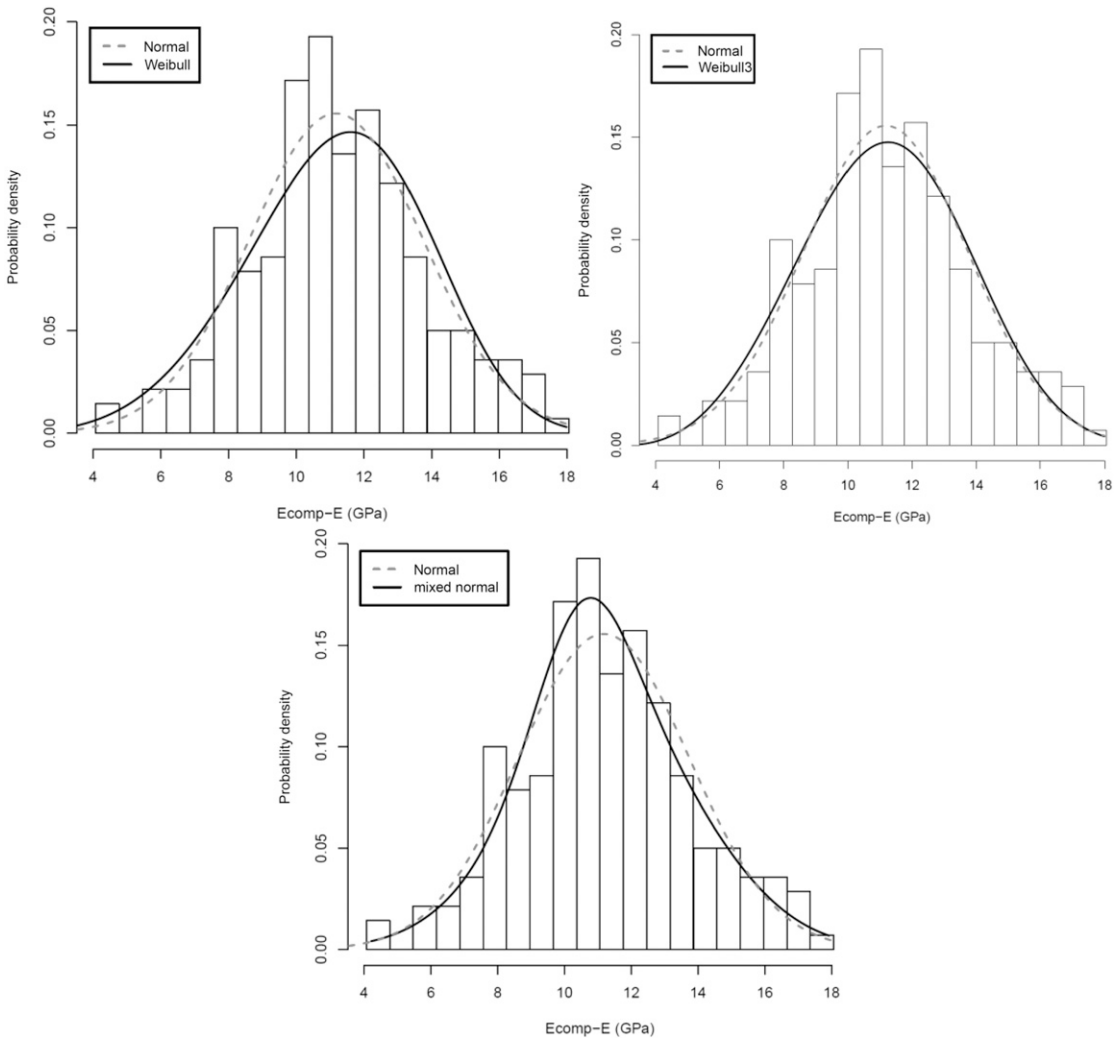 Normal
Weibull
Probability density
0.20
0.15
0.10
0.05
0.00
4 6 8 10 12 14 16 18
Ecomp−E (GPa)
Normal
Weibull3
Probability density
0.20
0.15
0.10
0.05
0.00
4 6 8 10 12 14 16 18
Ecomp−E (GPa)
Normal
mixed normal
Probability density
0.20
0.15
0.10
0.05
0.00
4 6 8 10 12 14 16 18
Ecomp−E (GPa)